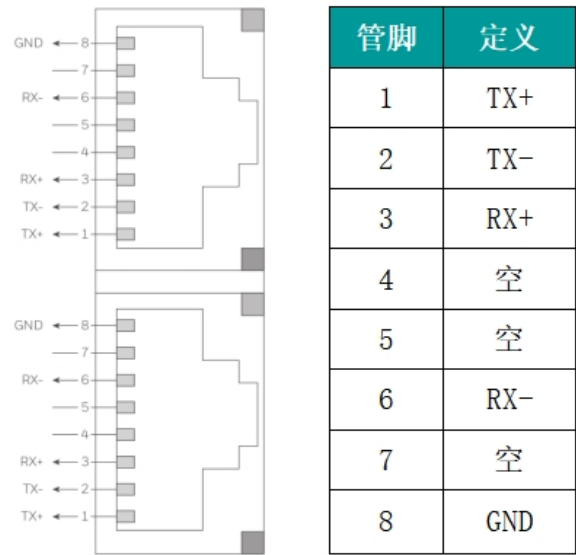 GND 8
7
RX- 6
5
4
RX+ 3
TX- 2
TX+ 1
GND 8
7
RX- 6
5
4
RX+ 3
TX- 2
TX+ 1
管脚 定义
1 TX+
2 TX-
3 RX+
4 空
5 空
6 RX-
7 空
8 GND